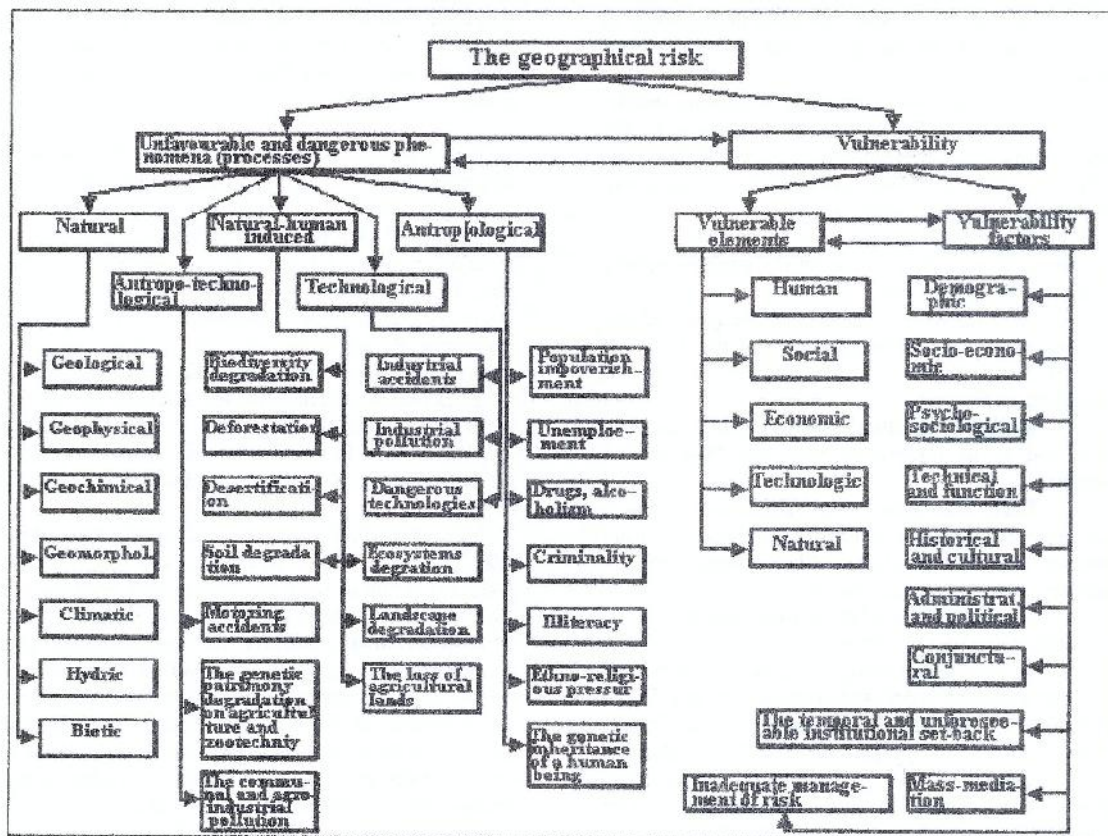 The geographical risk
Unfavourable and dangerous phe-
nomena (processes)
Vulnerability
Natural
Natural-human
induced
Antrop[ological
Vulnerable
elements
Vulnerability
factors
Antropo-techno-
logical
Technological
Geological
Geophysical
Geochimical
Geomorphol.
Climatic
Hydric
Biotic
Biodiversity
degradation
Deforestation
Desertificati-
on
Soil degrada-
tion
Motoring
accidents
The genetic
patrimony
degradation
on agricultu
ture and
zootechniy
The commu-
nal and agro-
industrial
pollution
Industrial
accidents
Industrial
pollution
Dangerous
technologies
Ecosystems
degration
Landscape
degradation
The loss of
agricultural
lands
Population
impoverish-
ment
Unemploe-
ment
Drugs, alco-
holism
Criminality
Illiteracy
Ethno-religi-
ous pressur
The genetic
inheritance
of a human
being
Human
Social
Economic
Technologic
Natural
Demogra-
phic
Socio-econo-
mic
Psycho-
sociological
Technical
and function
Historical
and cultural
Administrat.
and political
Conjunctu-
ral
The temporal and unforesee-
able institutional set-back
Inadequate manage-
ment of risk
Mass-media-
tion